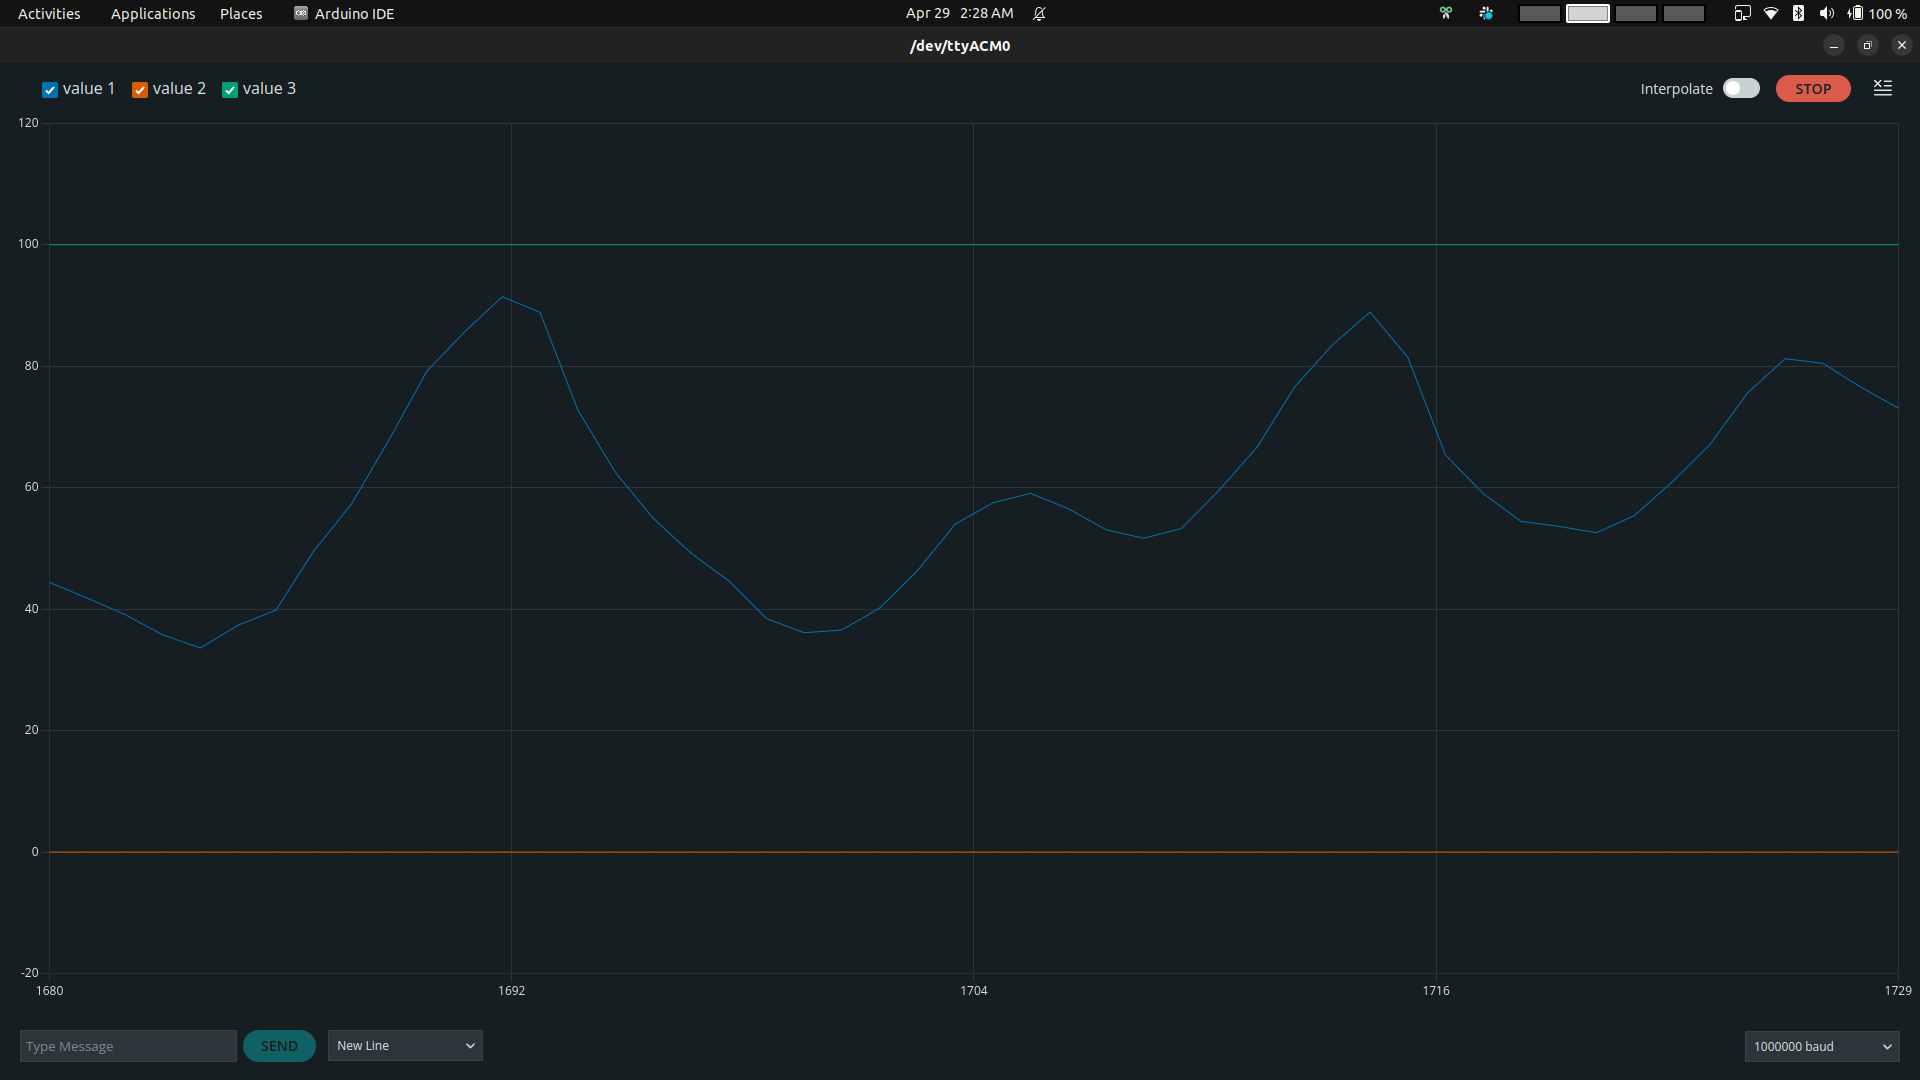 Activities Applications Places Arduino IDE Apr 29 2:28 AM 100 %
/dev/ttyACM0
value 1 value 2 value 3 Interpolate STOP
120
100
80
60
40
20
0
-20
1680 1692 1704 1716 1729
Type Message SEND New Line 1000000 baud